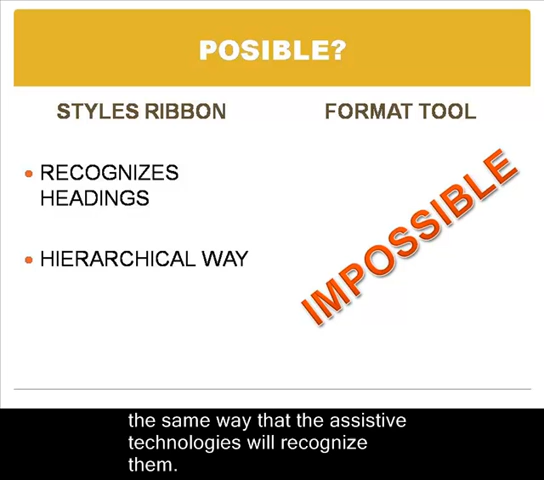 POSIBLE?
STYLES RIBBON
RECOGNIZES
HEADINGS
HIERARCHICAL WAY
FORMAT TOOL
IMPOSSIBLE
the same way that the assistive
technologies will recognize
them.